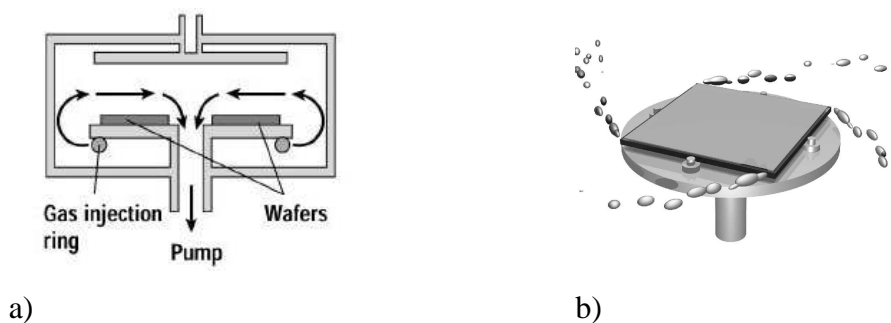 Gas injection
ring
Wafers
Pump
a)
b)